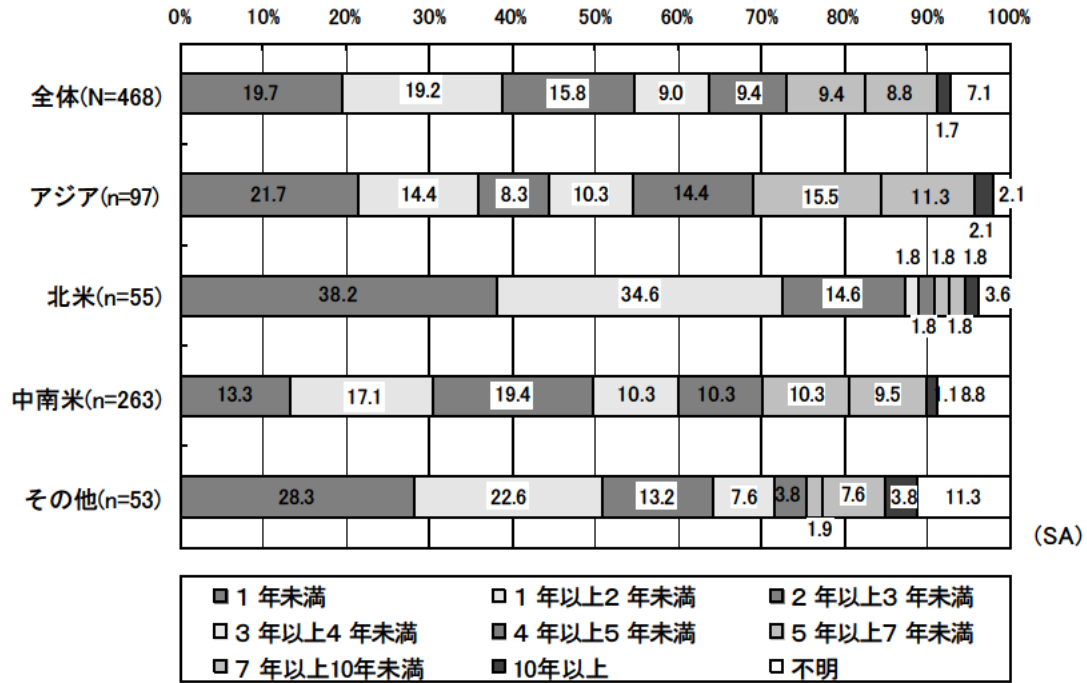 0% 10% 20% 30% 40% 50% 60% 70% 80% 90% 100%
全体(N=468) 19.7 19.2 15.8 9.0 9.4 9.4 8.8 7.1
1.7
アジア(n=97) 21.7 14.4 8.3 10.3 14.4 15.5 11.3 2.1
2.1
1.8 1.8 1.8
北米(n=55) 38.2 34.6 14.6 3.6
1.8 1.8
中南米(n=263) 13.3 17.1 19.4 10.3 10.3 10.3 9.5 1.1 8.8
その他(n=53) 28.3 22.6 13.2 7.6 3.8 7.6 3.8 11.3
1.9
(SA)
1 年未満 1 年以上2 年未満 2 年以上3 年未満
3 年以上4 年未満 4 年以上5 年未満 5 年以上7 年未満
7 年以上10年未満 10年以上 不明